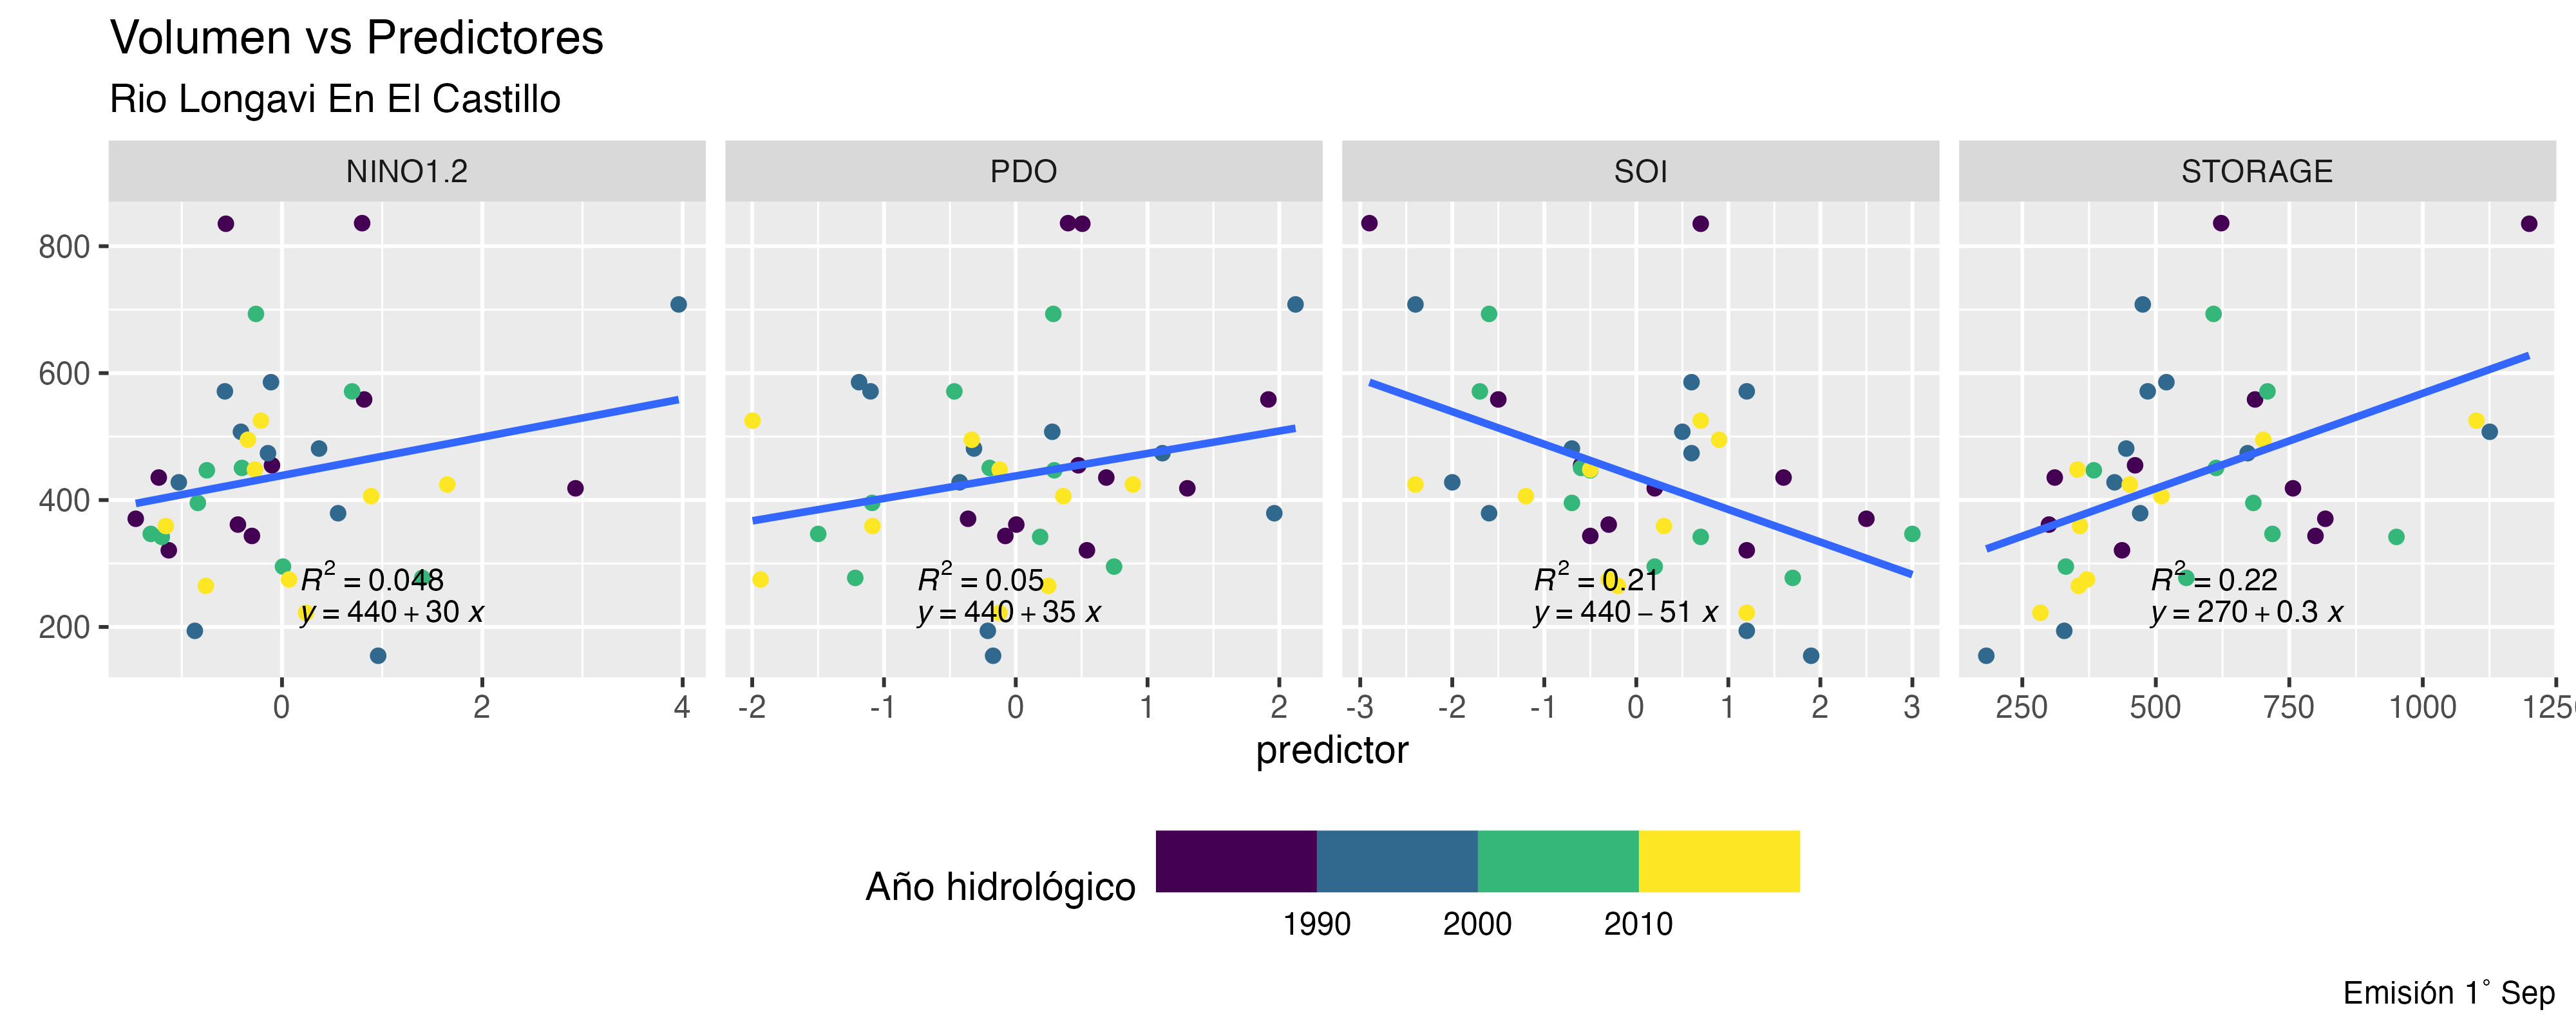 Volumen vs Predictores
Rio Longavi En El Castillo
NINO1.2 PDO SOI STORAGE
800
600
400
200
R² = 0.048 R² = 0.05 R² = 0.21 R² = 0.22
y = 440 + 30 x y = 440 + 35 x y = 440 − 51 x y = 270 + 0.3 x
0 2 4 -2 -1 0 1 2 -3 -2 -1 0 1 2 3 250 500 750 1000 1250
predictor
Año hidrológico
1990 2000 2010
Emisión 1° Sep